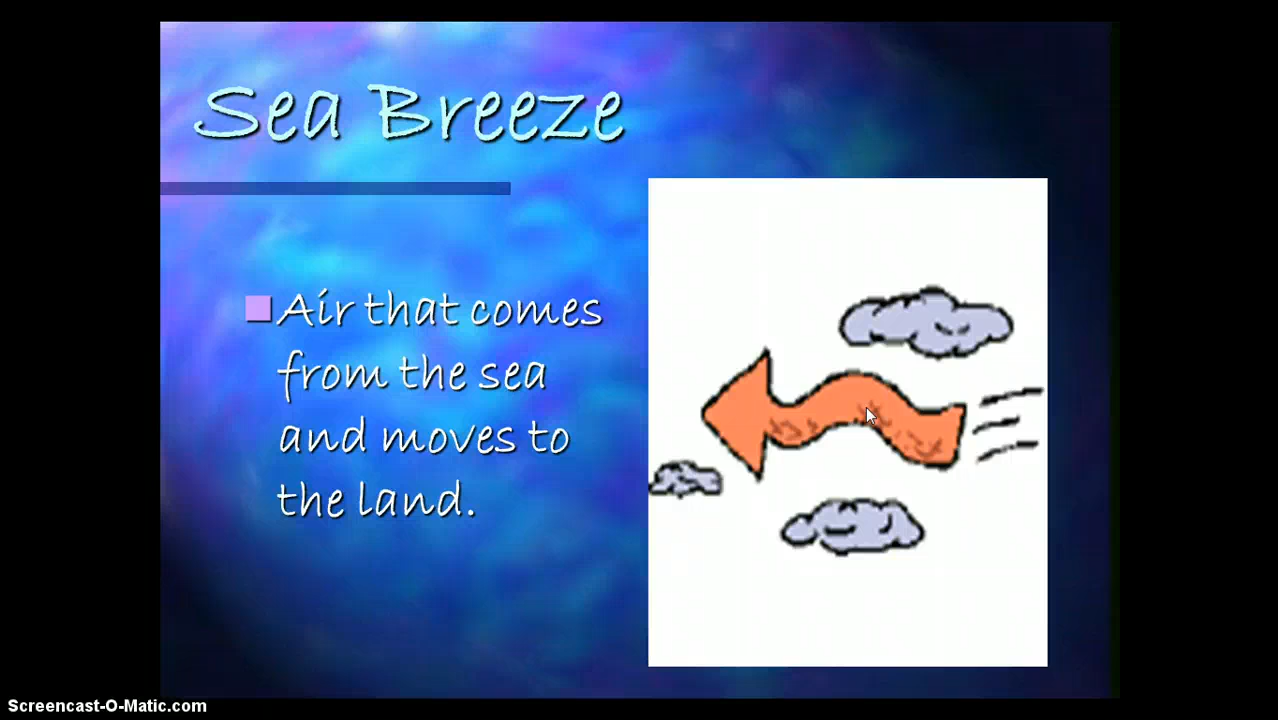 Sea Breeze
Air that comes
from the sea
and moves to
the land.
Screencast-O-Matic.com